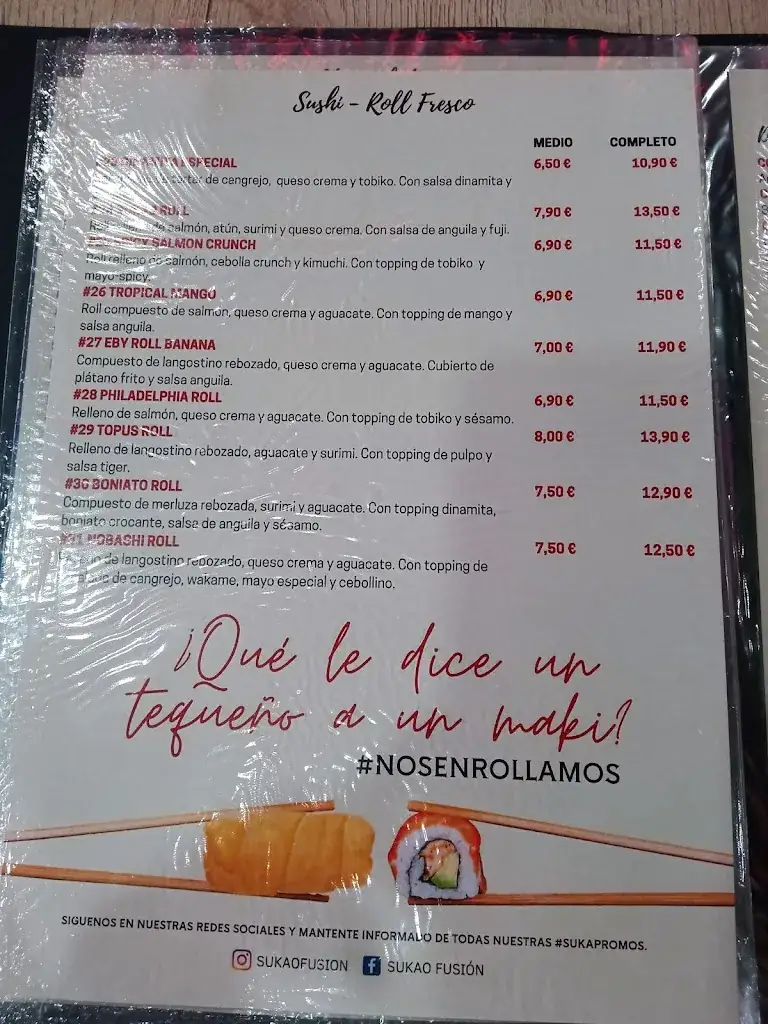 Sushi - Roll Fresco
MEDIO COMPLETO
ESPECIAL 6,50 € 10,90 €
de cangrejo, queso crema y tobiko. Con salsa dinamita y
ROLL 7,90 € 13,50 €
de salmón, atún, surimi y queso crema. Con salsa de anguila y fuji.
SALMON CRUNCH 6,90 € 11,50 €
Roll relleno de salmón, cebolla crunch y kimuchi. Con topping de tobiko y
mayo-spicy.
#26 TROPICAL MANGO 6,90 € 11,50 €
Roll compuesto de salmón, queso crema y aguacate. Con topping de mango y
salsa anguila.
#27 EBY ROLL BANANA 7,00 € 11,90 €
Compuesto de langostino rebozado, queso crema y aguacate. Cubierto de
plátano frito y salsa anguila.
#28 PHILADELPHIA ROLL 6,90 € 11,50 €
Relleno de salmón, queso crema y aguacate. Con topping de tobiko y sésamo.
#29 TOPUS ROLL 8,00 € 13,90 €
Relleno de langostino rebozado, aguacate y surimi. Con topping de pulpo y
salsa tiger.
#30 BONIATO ROLL 7,50 € 12,90 €
Compuesto de merluza rebozada, surimi y aguacate. Con topping dinamita,
boniato crocante, salsa de anguila y sésamo.
#31 NOBASHI ROLL 7,50 € 12,50 €
de langostino rebozado, queso crema y aguacate. Con topping de
de cangrejo, wakame, mayo especial y cebollino.
¡Qué le dice un
tequeño a un maki?
#NOSENROLLAMOS
SIGUENOS EN NUESTRAS REDES SOCIALES Y MANTENTE INFORMADO DE TODAS NUESTRAS #SUKAPROMOS.
SUKAOFUSION SUKAO FUSIÓN